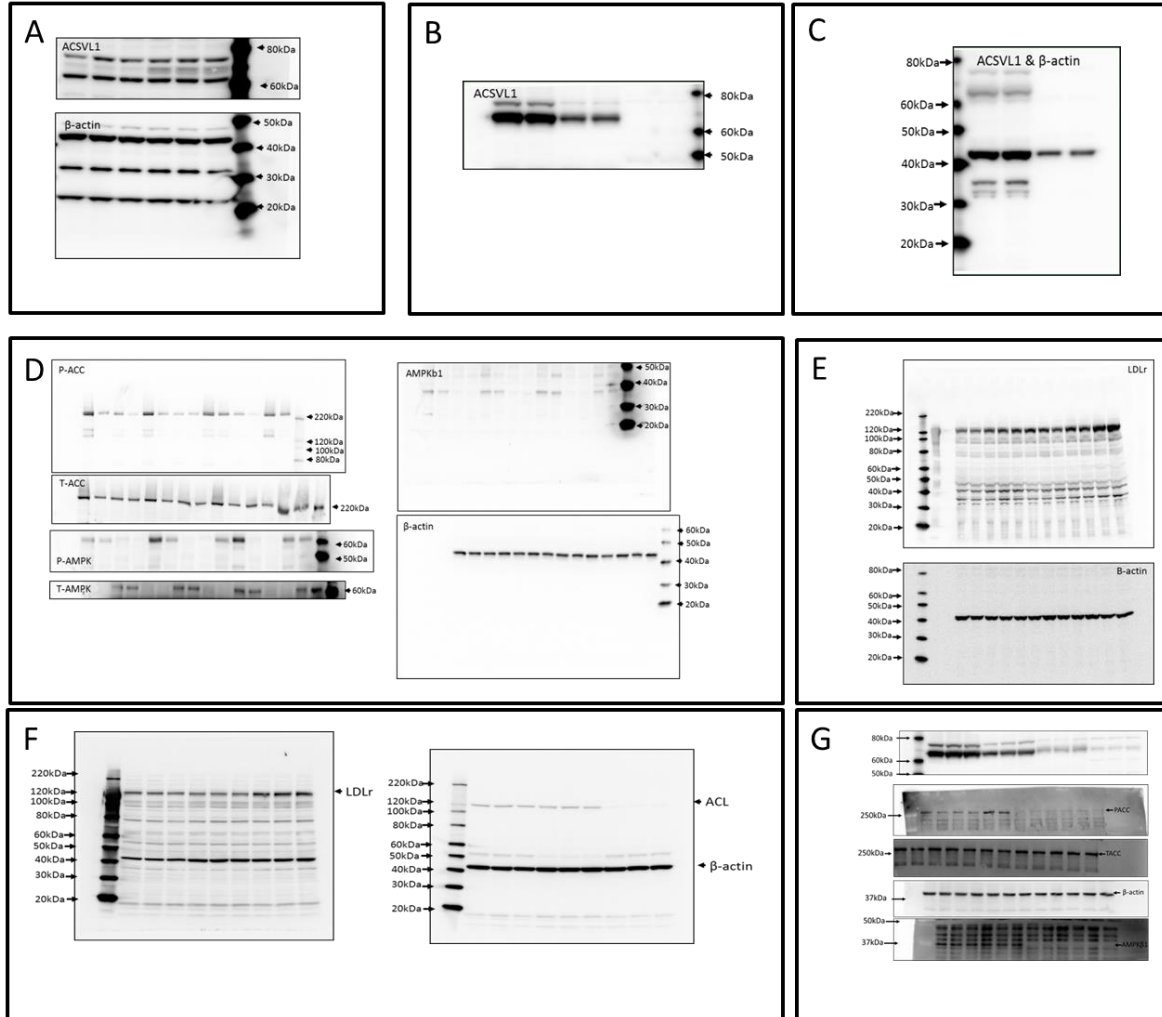 A
ACSVL1
80kDa
60kDa
β-actin
50kDa
40kDa
30kDa
20kDa
B
ACSVL1
80kDa
60kDa
50kDa
C
ACSVL1 & β-actin
80kDa
60kDa
50kDa
40kDa
30kDa
20kDa
D
P-ACC
220kDa
120kDa
100kDa
80kDa
T-ACC
220kDa
P-AMPK
60kDa
50kDa
T-AMPK
60kDa
AMPKb1
50kDa
40kDa
30kDa
20kDa
β-actin
60kDa
50kDa
40kDa
30kDa
20kDa
E
LDLr
220kDa
120kDa
100kDa
80kDa
60kDa
50kDa
40kDa
30kDa
20kDa
B-actin
80kDa
60kDa
50kDa
40kDa
30kDa
20kDa
F
220kDa
120kDa
100kDa
80kDa
60kDa
50kDa
40kDa
30kDa
20kDa
LDLr
220kDa
120kDa
100kDa
80kDa
60kDa
50kDa
40kDa
30kDa
20kDa
ACL
β-actin
G
80kDa
60kDa
50kDa
250kDa
PACC
250kDa
TACC
37kDa
β-actin
50kDa
37kDa
AMPKβ1